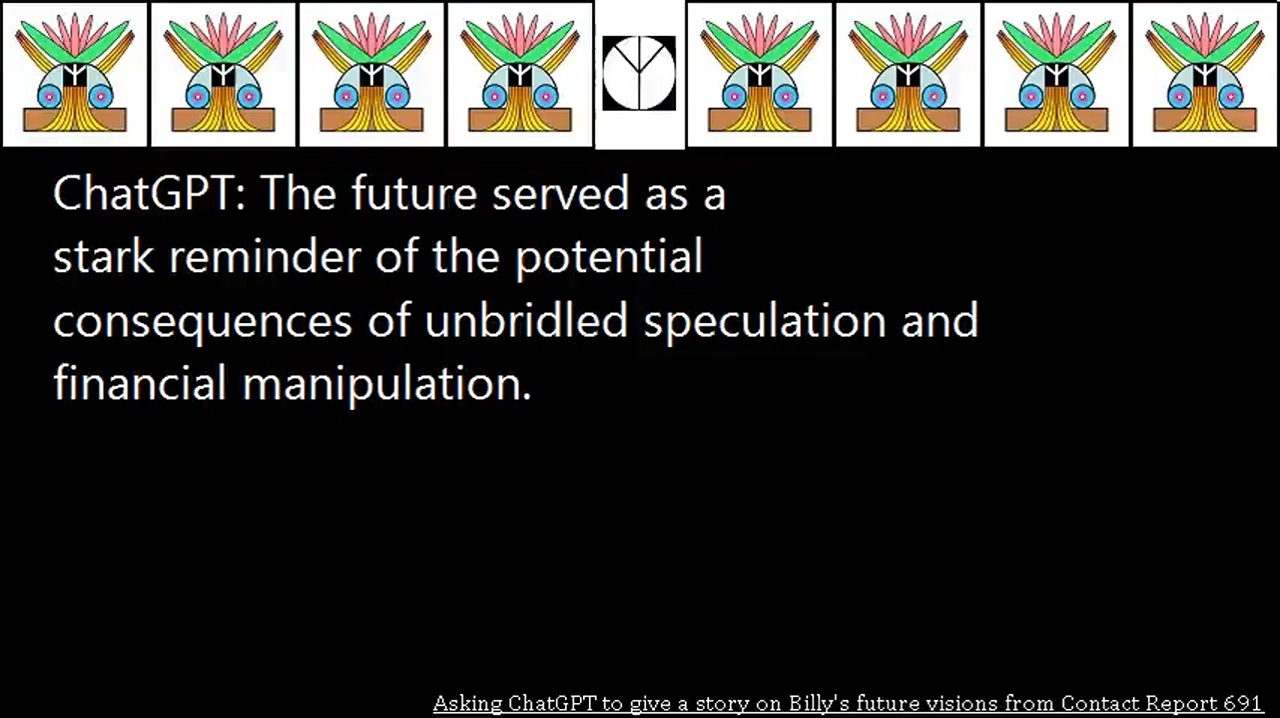 ChatGPT: The future served as a
stark reminder of the potential
consequences of unbridled speculation and
financial manipulation.
Asking ChatGPT to give a story on Billy's future visions from Contact Report 691